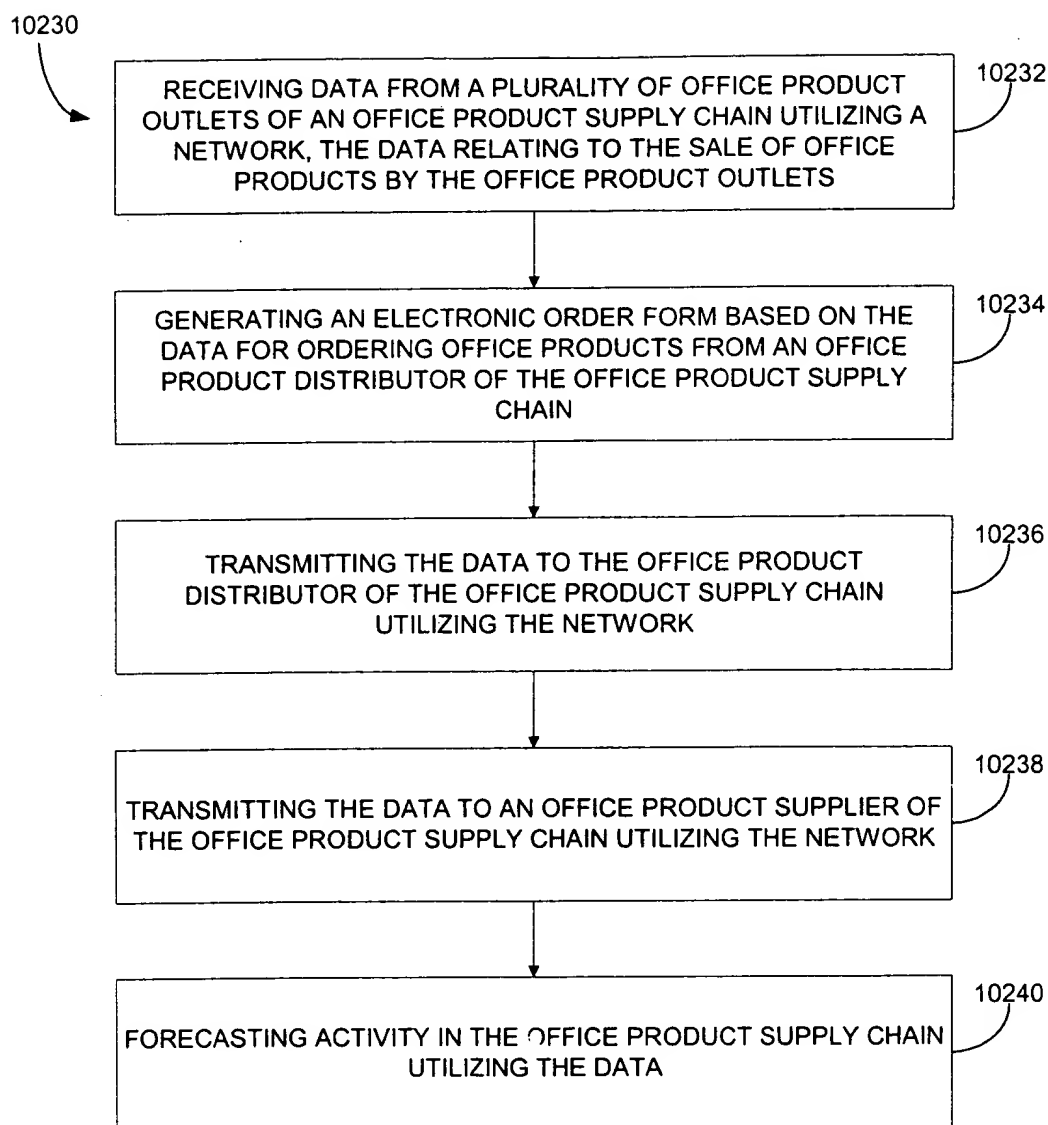 10230
RECEIVING DATA FROM A PLURALITY OF OFFICE PRODUCT
OUTLETS OF AN OFFICE PRODUCT SUPPLY CHAIN UTILIZING A
NETWORK, THE DATA RELATING TO THE SALE OF OFFICE
PRODUCTS BY THE OFFICE PRODUCT OUTLETS
10232
GENERATING AN ELECTRONIC ORDER FORM BASED ON THE
DATA FOR ORDERING OFFICE PRODUCTS FROM AN OFFICE
PRODUCT DISTRIBUTOR OF THE OFFICE PRODUCT SUPPLY
CHAIN
10234
TRANSMITTING THE DATA TO THE OFFICE PRODUCT
DISTRIBUTOR OF THE OFFICE PRODUCT SUPPLY CHAIN
UTILIZING THE NETWORK
10236
TRANSMITTING THE DATA TO AN OFFICE PRODUCT SUPPLIER OF
THE OFFICE PRODUCT SUPPLY CHAIN UTILIZING THE NETWORK
10238
FORECASTING ACTIVITY IN THE OFFICE PRODUCT SUPPLY CHAIN
UTILIZING THE DATA
10240